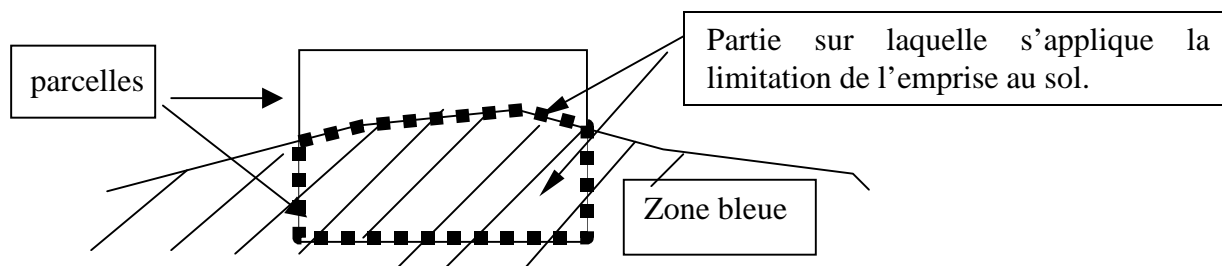 parcelles
Partie sur laquelle s’applique la
limitation de l’emprise au sol.
Zone bleue